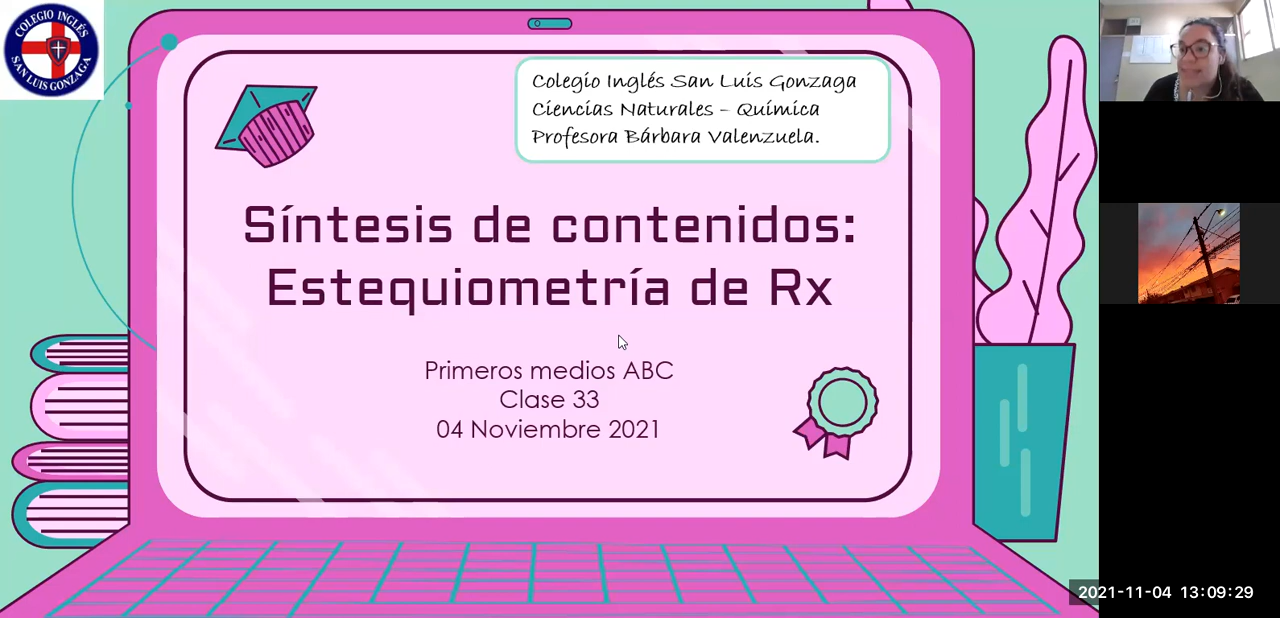 COLEGIO INGLÉS
SAN LUIS GONZAGA
Colegio Inglés San Luis Gonzaga
Ciencias Naturales – Química
Profesora Bárbara Valenzuela.
Síntesis de contenidos:
Estequiometría de Rx
Primeros medios ABC
Clase 33
04 Noviembre 2021
2021-11-04 13:09:29